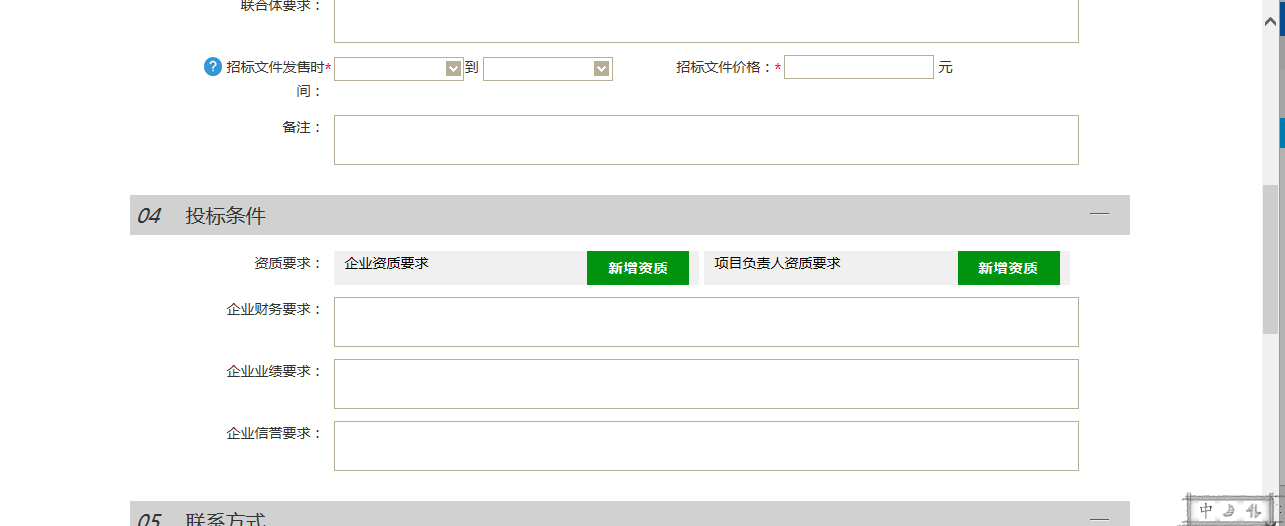 联合体要求：
? 招标文件发售时* 到 招标文件价格：* 元
间：
备注：
04 投标条件
资质要求： 企业资质要求 新增资质 项目负责人资质要求 新增资质
企业财务要求：
企业业绩要求：
企业信誉要求：
05 联系方式
中